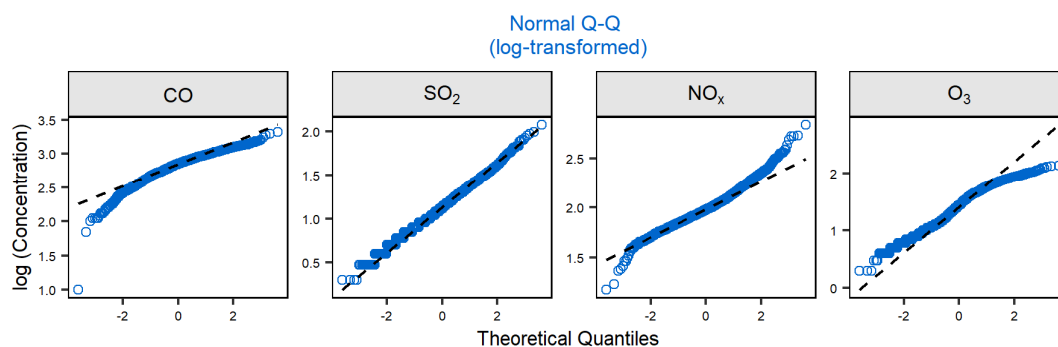 Normal Q-Q
(log-transformed)
CO SO₂ NOₓ O₃
log (Concentration)
3.5
3.0
2.5
2.0
1.5
1.0
2.0
1.5
1.0
0.5
2.5
2.0
1.5
2
1
0
-2 0 2 -2 0 2 -2 0 2 -2 0 2
Theoretical Quantiles